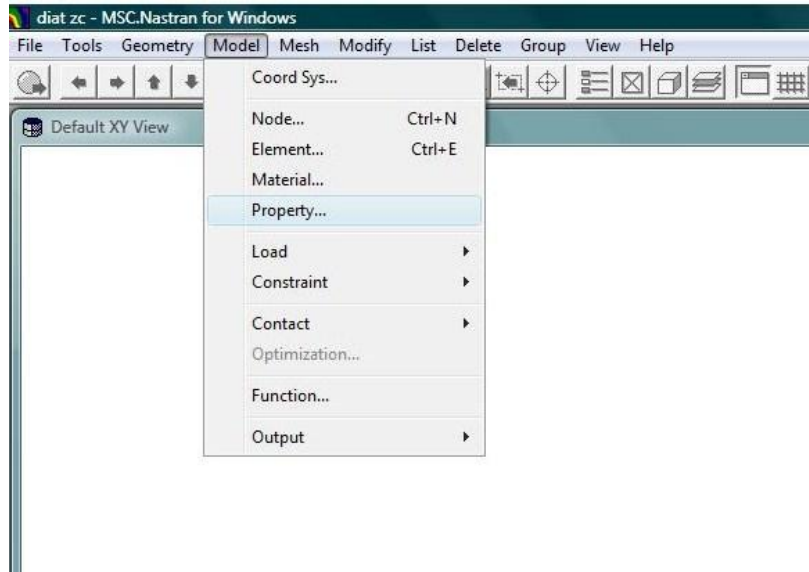 diat zc - MSC.Nastran for Windows
File Tools Geometry Model Mesh Modify List Delete Group View Help
Default XY View
Coord Sys...
Node... Ctrl+N
Element... Ctrl+E
Material...
Property...
Load
Constraint
Contact
Optimization...
Function...
Output